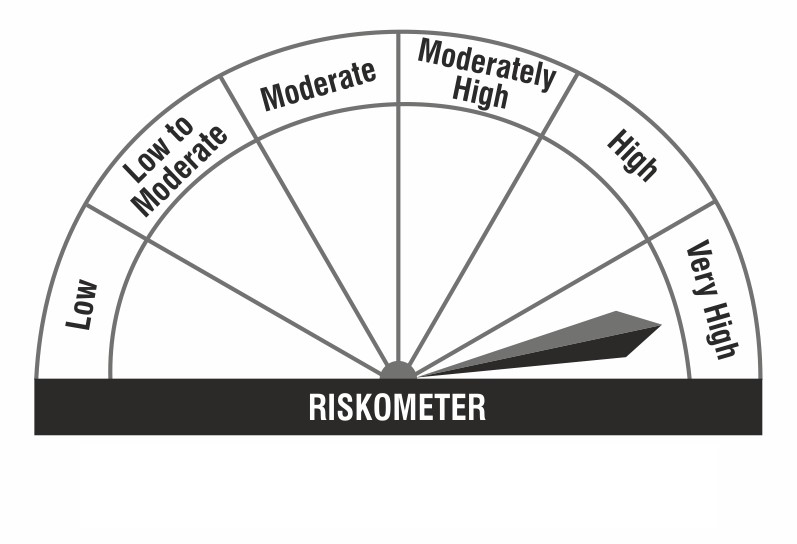 Low
Low to
Moderate
Moderate
Moderately
High
High
Very High
RISKOMETER